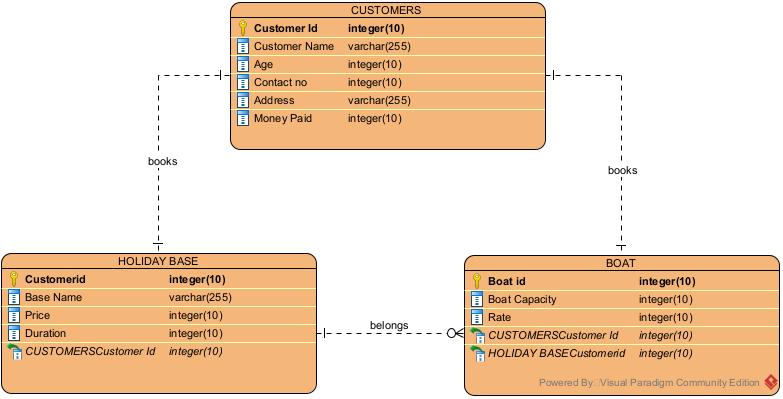 CUSTOMERS
Customer Id integer(10)
Customer Name varchar(255)
Age integer(10)
Contact no integer(10)
Address varchar(255)
Money Paid integer(10)
books
books
HOLIDAY BASE
Customerid integer(10)
Base Name varchar(255)
Price integer(10)
Duration integer(10)
CUSTOMERSCustomer Id integer(10)
belongs
BOAT
Boat id integer(10)
Boat Capacity integer(10)
Rate integer(10)
CUSTOMERSCustomer Id integer(10)
HOLIDAY BASECustomerid integer(10)
Powered By: Visual Paradigm Community Edition